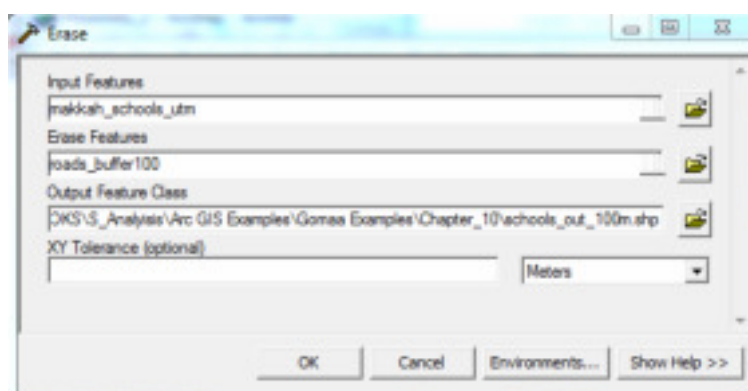 Erase
Input Features
makkah_schools_utm
Erase Features
roads_buffer100
Output Feature Class
OKS\S_Analysis\Arc GIS Examples\Gomaa Examples\Chapter_10\schools_out_100m.shp
XY Tolerance (optional)
Meters
OK Cancel Environments... Show Help >>